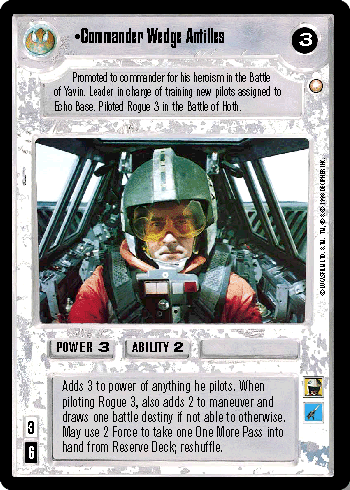 •Commander Wedge Antilles
3
Promoted to commander for his heroism in the Battle
of Yavin. Leader in charge of training new pilots assigned to
Echo Base. Piloted Rogue 3 in the Battle of Hoth.
POWER 3 ABILITY 2
Adds 3 to power of anything he pilots. When
piloting Rogue 3, also adds 2 to maneuver and
draws one battle destiny if not able to otherwise.
May use 2 Force to take one One More Pass into
hand from Reserve Deck; reshuffle.
3
6